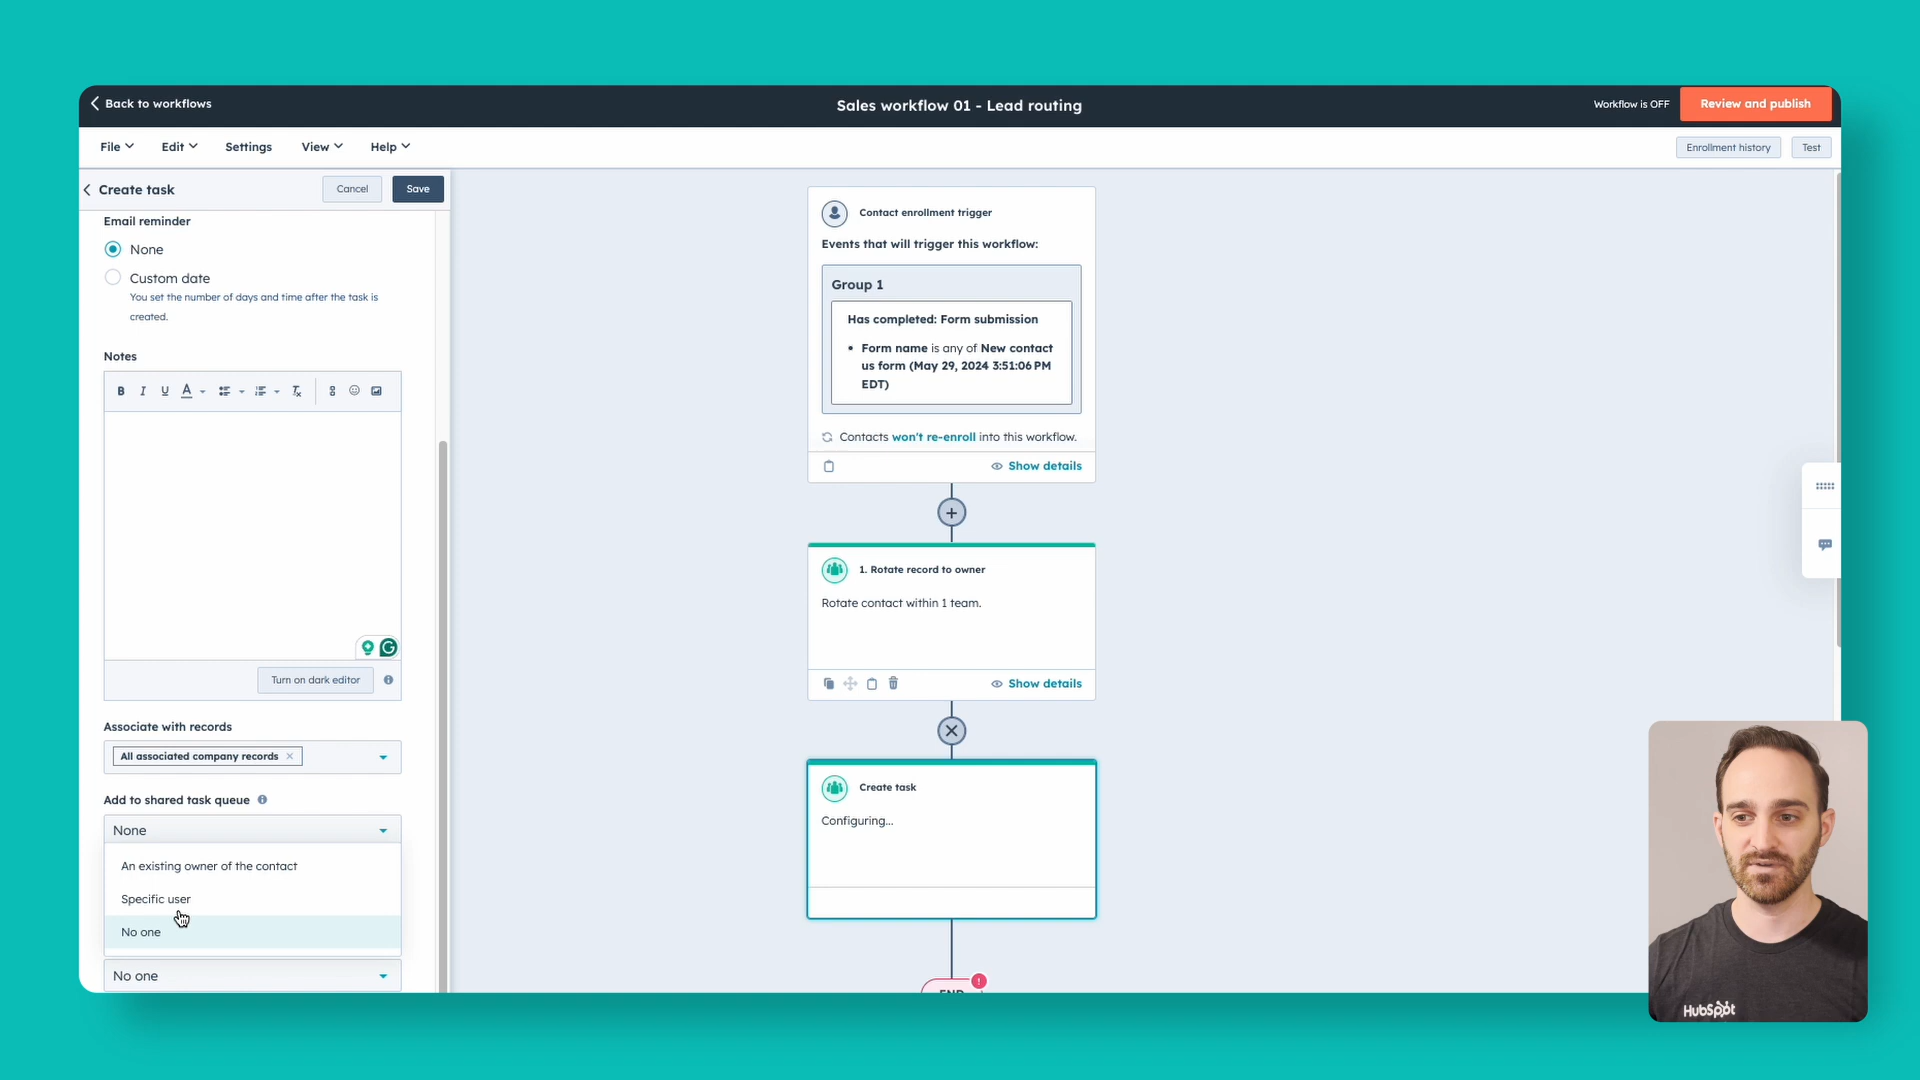 Back to workflows
Sales workflow 01 - Lead routing
Workflow is OFF
Review and publish
File
Edit
Settings
View
Help
Enrollment history
Test
Create task
Cancel
Save
Email reminder
None
Custom date
You set the number of days and time after the task is
created.
Notes
B I U A
Turn on dark editor
Associate with records
All associated company records
Add to shared task queue
None
An existing owner of the contact
Specific user
No one
No one
Contact enrollment trigger
Events that will trigger this workflow:
Group 1
Has completed: Form submission
• Form name is any of New contact
us form (May 29, 2024 3:51:06 PM
EDT)
Contacts won't re-enroll into this workflow.
Show details
1. Rotate record to owner
Rotate contact within 1 team.
Show details
Create task
Configuring...
END
HubSpot